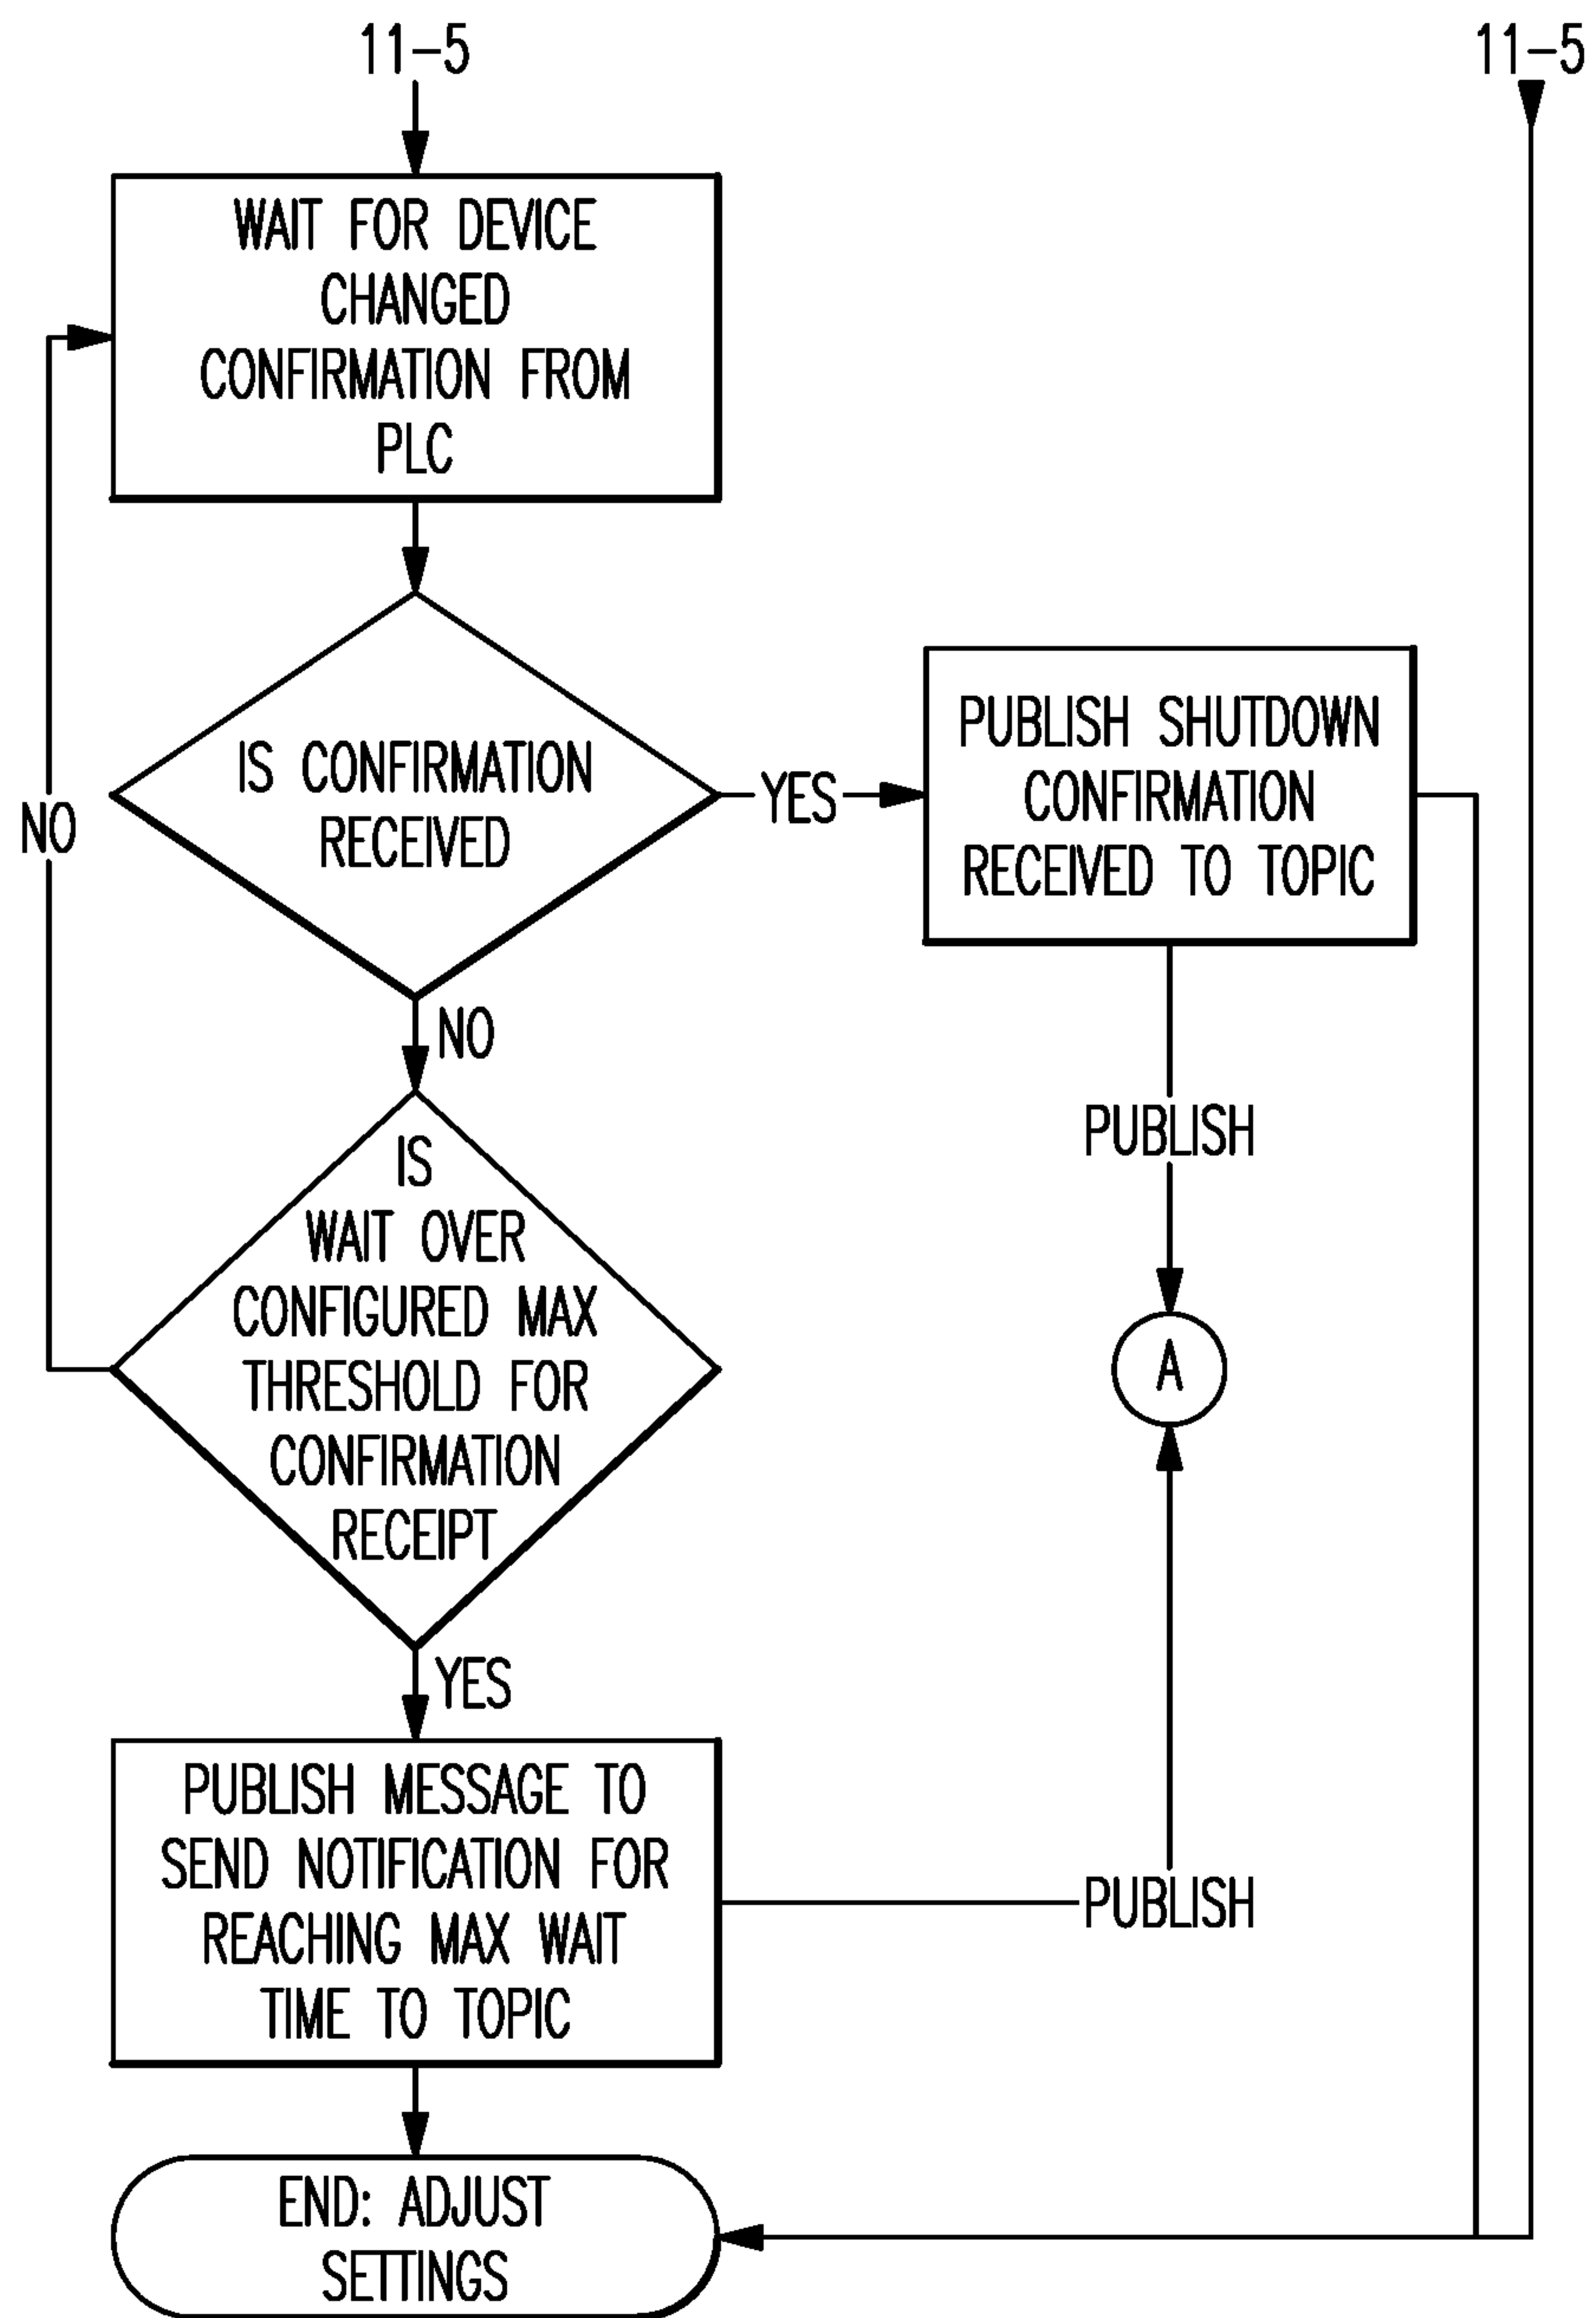 11-5
11-5
WAIT FOR DEVICE
CHANGED
CONFIRMATION FROM
PLC
IS CONFIRMATION
RECEIVED
YES
PUBLISH SHUTDOWN
CONFIRMATION
RECEIVED TO TOPIC
NO
NO
PUBLISH
IS
WAIT OVER
CONFIGURED MAX
THRESHOLD FOR
CONFIRMATION
RECEIPT
A
YES
PUBLISH MESSAGE TO
SEND NOTIFICATION FOR
REACHING MAX WAIT
TIME TO TOPIC
PUBLISH
END: ADJUST
SETTINGS